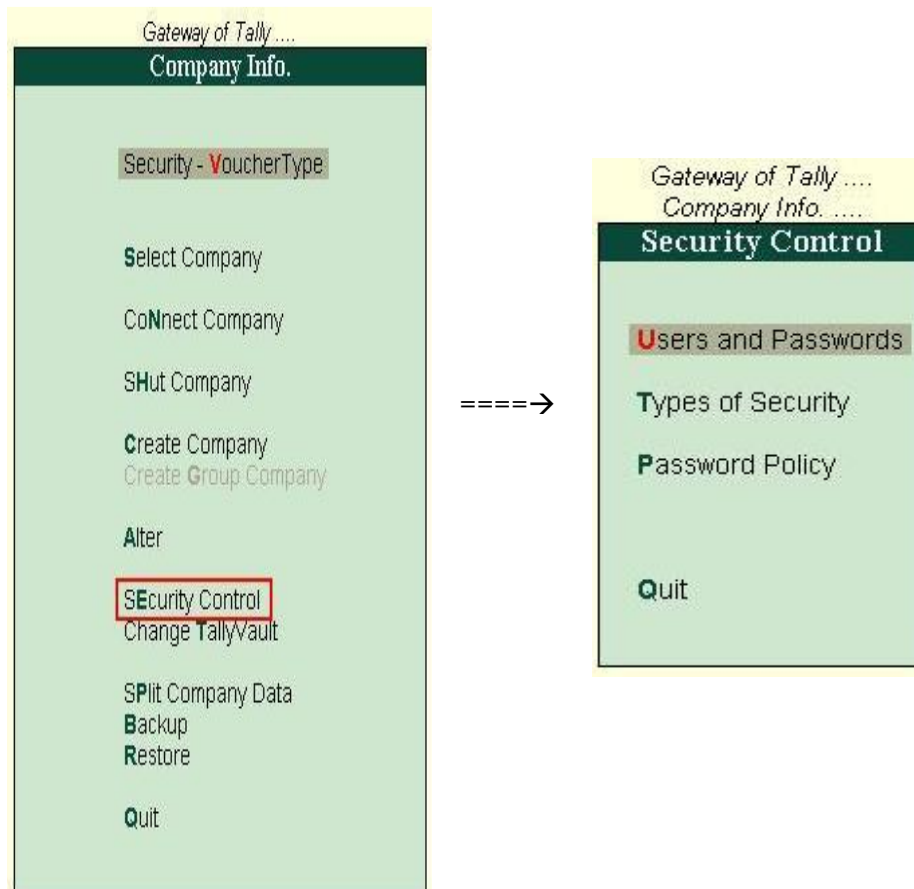 Gateway of Tally ....
Company Info.
Security - VoucherType
Select Company
CoNnect Company
SHut Company
Create Company
Create Group Company
Alter
SEcurity Control
Change TallyVault
SPlit Company Data
Backup
Restore
Quit
====→
Gateway of Tally ....
Company Info. ....
Security Control
Users and Passwords
Types of Security
Password Policy
Quit